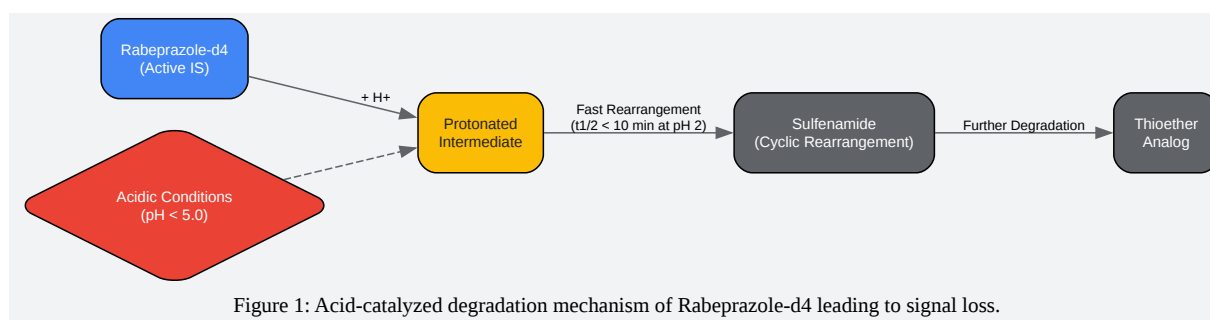 Rabeprazole-d4
(Active IS)
+ H+
Acidic Conditions
(pH < 5.0)
Protonated
Intermediate
Fast Rearrangement
(t1/2 < 10 min at pH 2)
Sulfenamide
(Cyclic Rearrangement)
Further Degradation
Thioether
Analog
Figure 1: Acid-catalyzed degradation mechanism of Rabeprazole-d4 leading to signal loss.